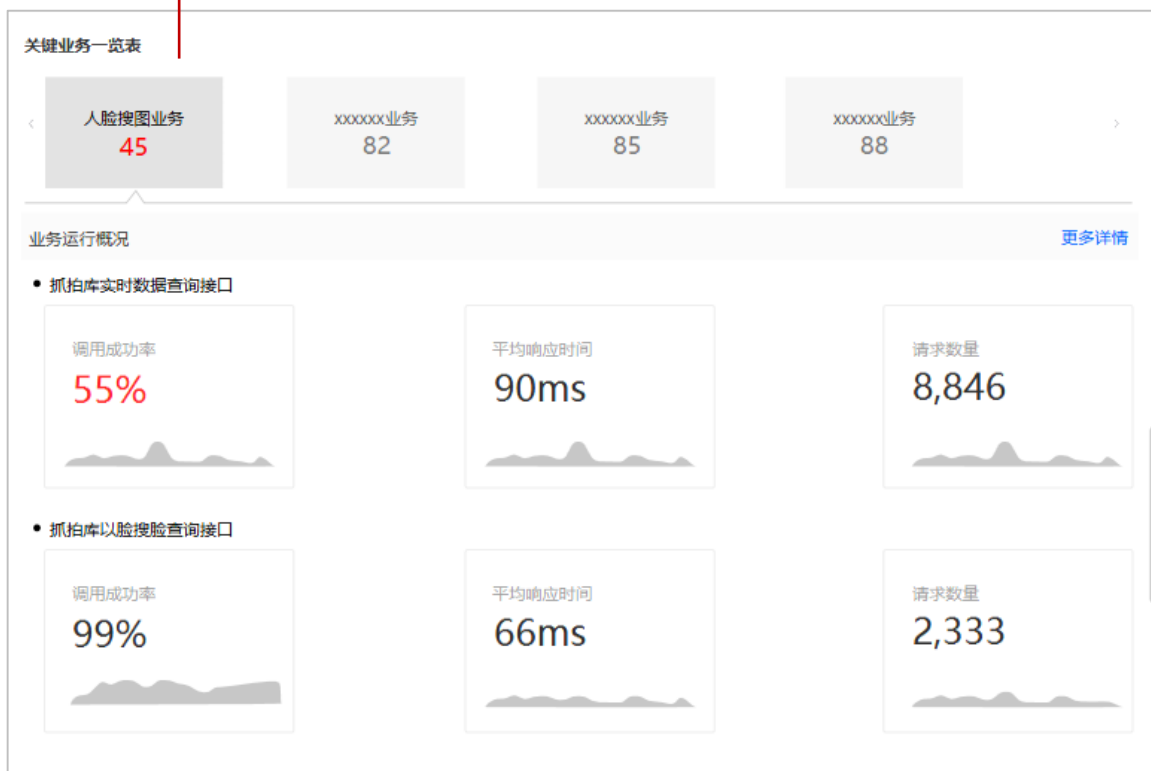 关键业务一览表
人脸搜图业务
45
xxxxxx业务
82
xxxxxx业务
85
xxxxxx业务
88
业务运行概况
更多详情
抓拍库实时数据查询接口
调用成功率
55%
平均响应时间
90ms
请求数量
8,846
抓拍库以脸搜脸查询接口
调用成功率
99%
平均响应时间
66ms
请求数量
2,333